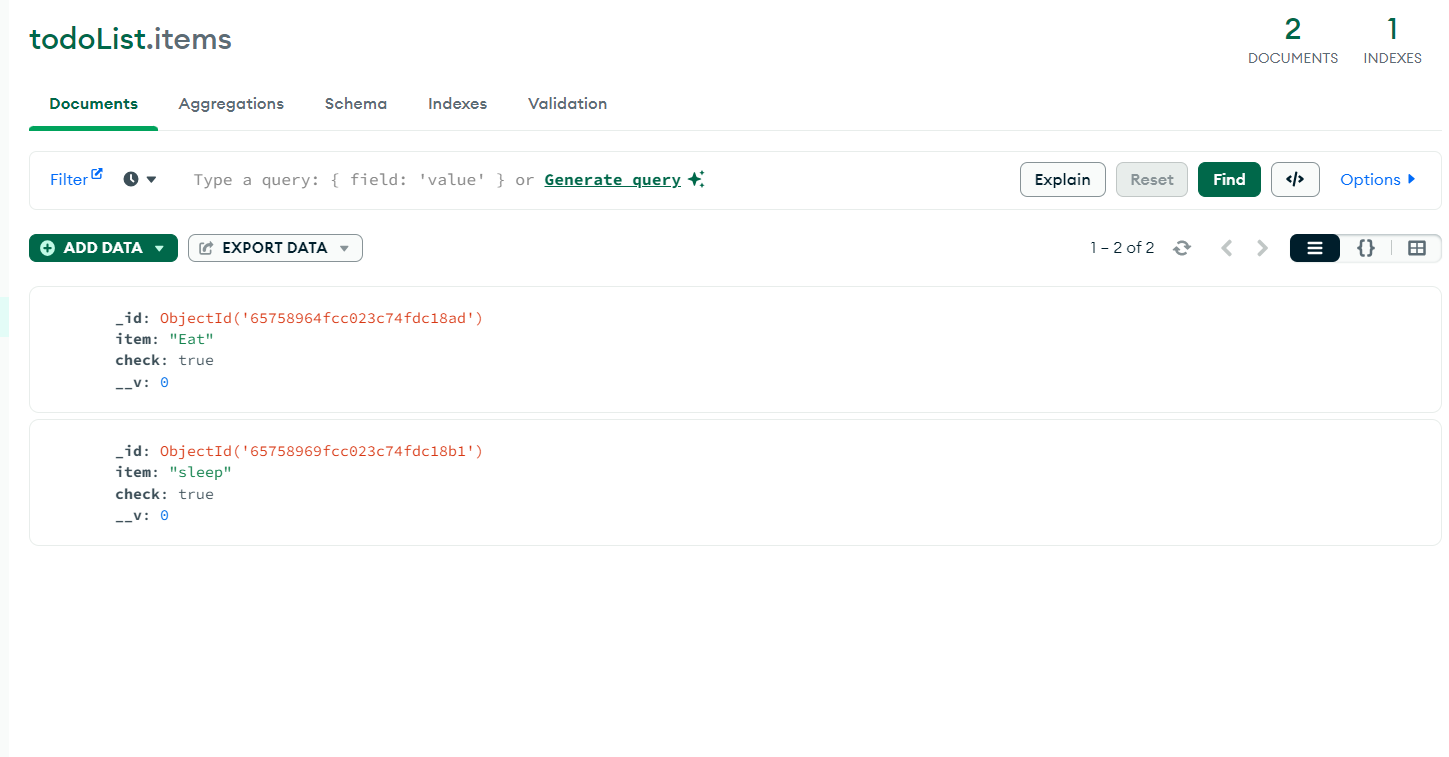 todoList.items
2
DOCUMENTS
1
INDEXES
Documents
Aggregations
Schema
Indexes
Validation
Filter
Type a query: { field: 'value' } or Generate query
Explain
Reset
Find
</>
Options
ADD DATA
EXPORT DATA
1 – 2 of 2
{}
_id: ObjectId('65758964fcc023c74fdc18ad')
item: "Eat"
check: true
__v: 0
_id: ObjectId('65758969fcc023c74fdc18b1')
item: "sleep"
check: true
__v: 0